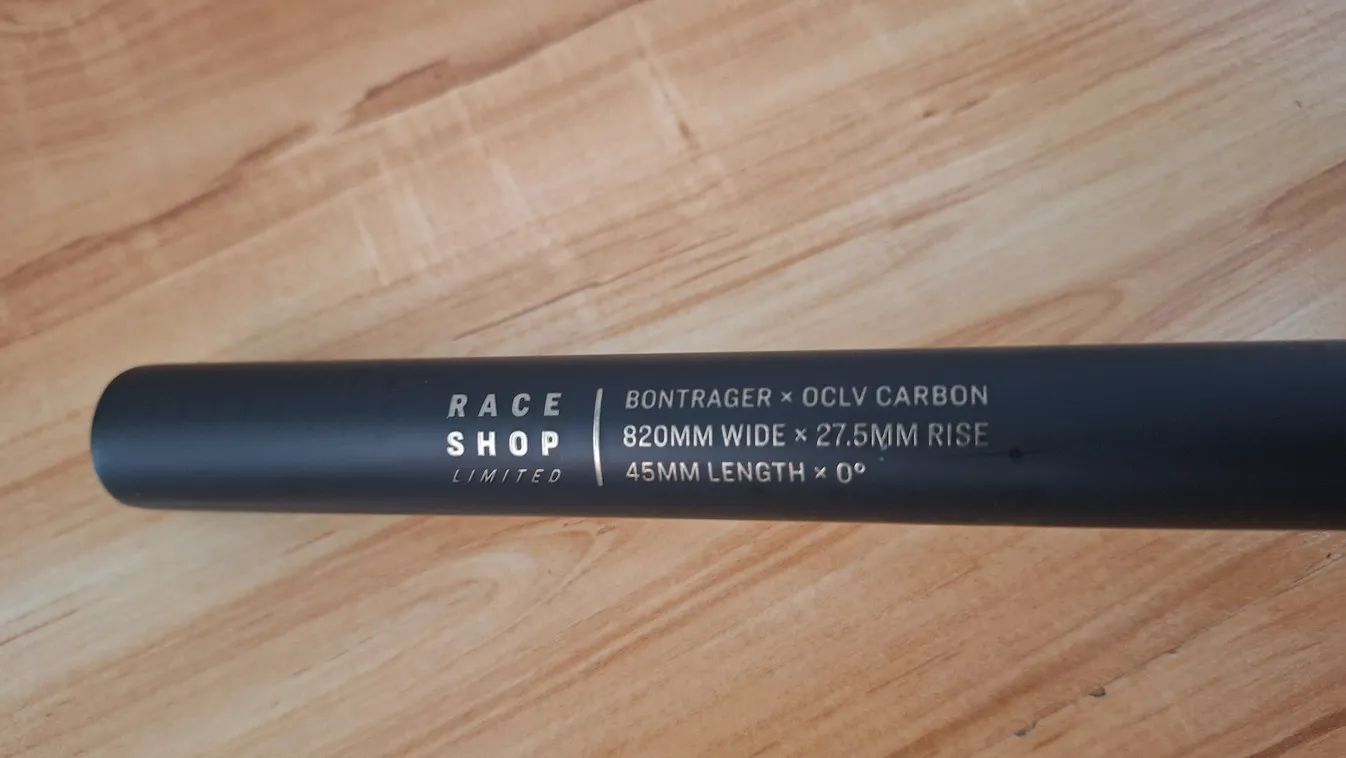 RACE
SHOP
LIMITED
BONTRAGER × OCLV CARBON
820MM WIDE × 27.5MM RISE
45MM LENGTH × 0°